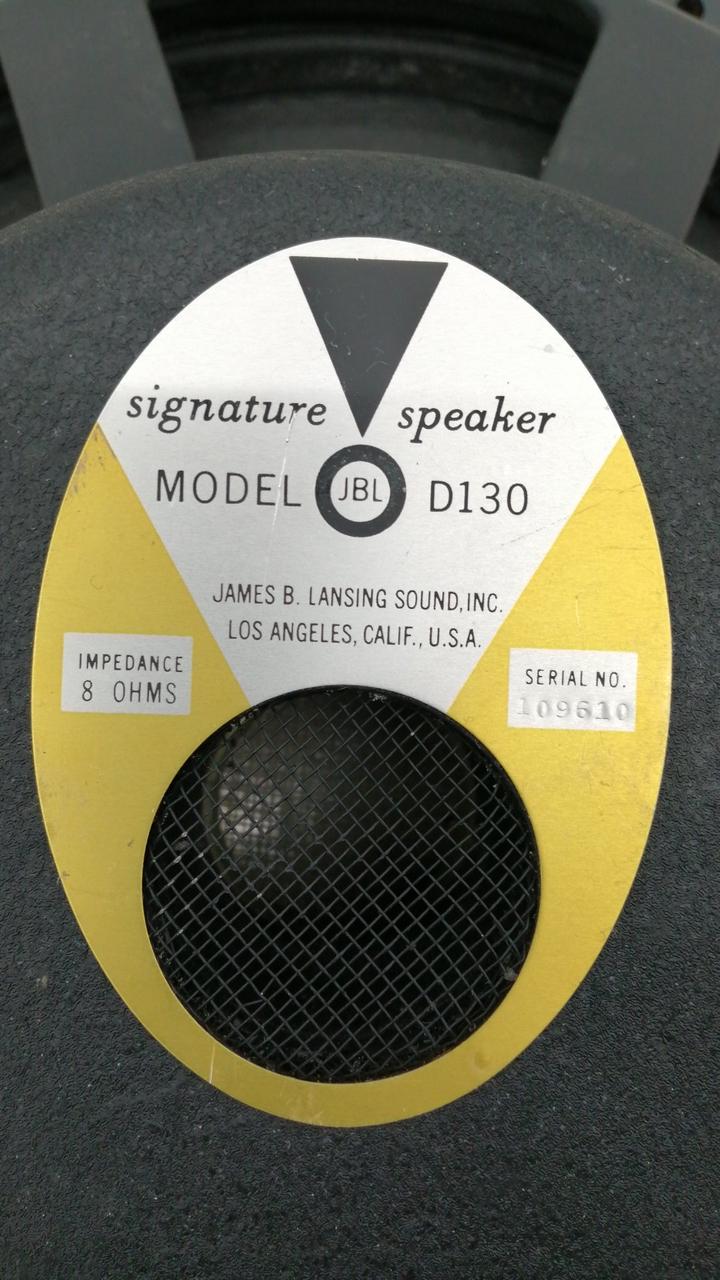 signature speaker
MODEL JBL D130
JAMES B. LANSING SOUND, INC.
LOS ANGELES, CALIF., U.S.A.
IMPEDANCE
8 OHMS
SERIAL NO.
109610